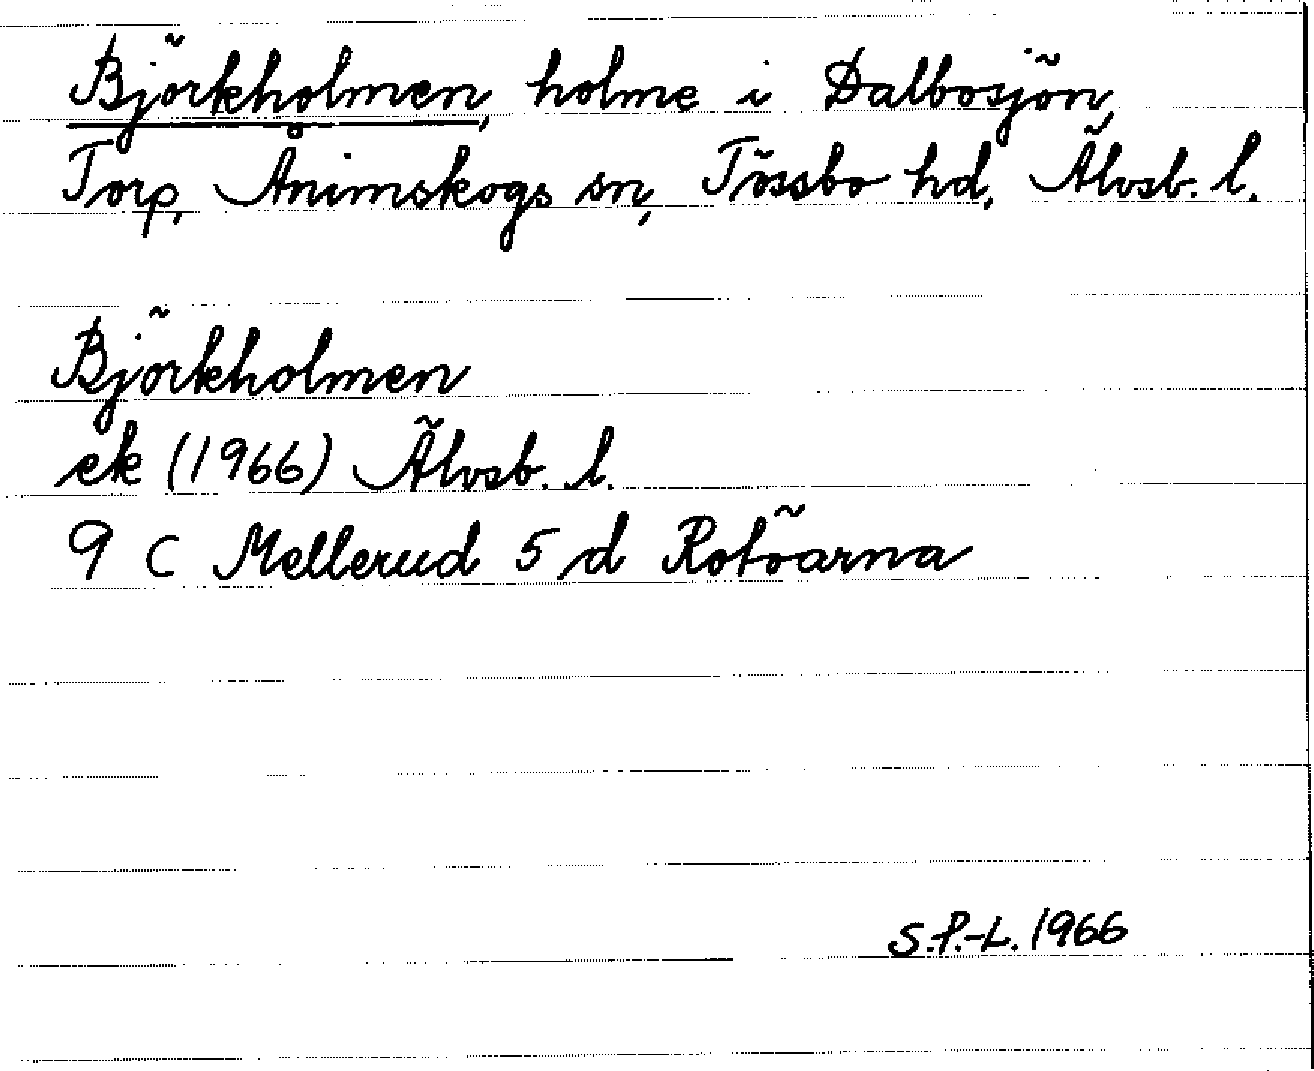 Björkholmen, holme i Dalbosjön,
Torp, Ånimskogs sn, Tössbo hd, Älvsb. l.
Björkholmen
ek (1966) Älvsb. l.
9 C Mellerud 5 d Rotöarna
S.P.-L. 1966